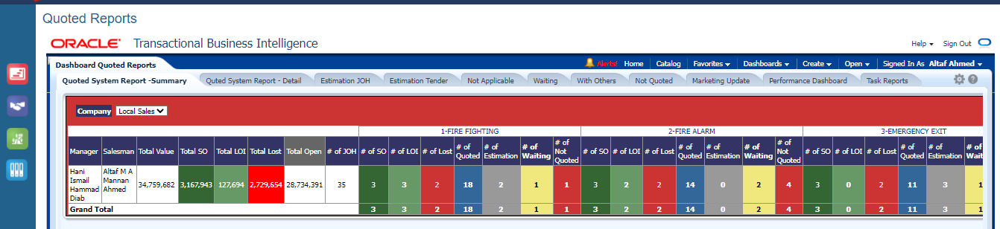 Quoted Reports
ORACLE Transactional Business Intelligence
Help Sign Out
Dashboard Quoted Reports
Alerts! Home Catalog Favorites Dashboards Create Open Signed In As Altaf Ahmed
Quoted System Report -Summary Quted System Report - Detail Estimation JOH Estimation Tender Not Applicable Waiting With Others Not Quoted Marketing Update Performance Dashboard Task Reports
Company Local Sales
1-FIRE FIGHTING 2-FIRE ALARM 3-EMERGENCY EXIT
Manager Salesman Total Value Total SO Total LOI Total Lost Total Open # of JOH # of SO # of LOI # of Lost # of Quoted # of Estimation # of Waiting # of Not Quoted # of SO # of LOI # of Lost # of Quoted # of Estimation # of Waiting # of Not Quoted # of SO # of LOI # of Lost # of Quoted # of Estimation # of
Hani Ismail Hammad Diab Altaf M A Mannan Ahmed 34,759,682 3,167,943 127,694 2,729,654 28,734,391 35 3 3 2 18 2 1 1 3 2 2 14 0 2 4 3 0 2 11 3 1
Grand Total 3 3 2 18 2 1 1 3 2 2 14 0 2 4 3 0 2 11 3 1